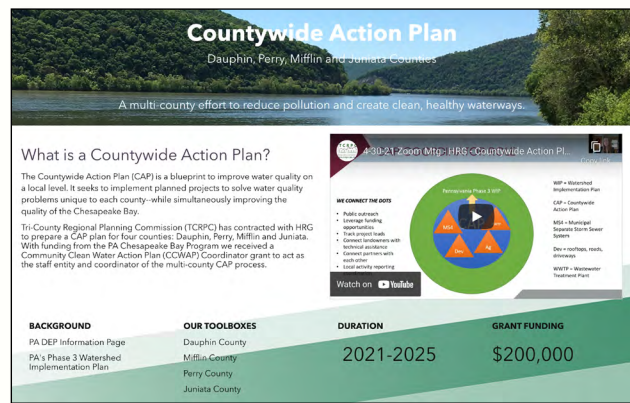 Countywide Action Plan
Dauphin, Perry, Mifflin and Juniata Counties
A multi-county effort to reduce pollution and create clean, healthy waterways.
What is a Countywide Action Plan?
The Countywide Action Plan (CAP) is a blueprint to improve water quality on
a local level. It seeks to implement planned projects to solve water quality
problems unique to each county—while simultaneously improving the
quality of the Chesapeake Bay.
Tri-County Regional Planning Commission (TCRPC) has contracted with HRG
to prepare a CAP plan for four counties: Dauphin, Perry, Mifflin and Juniata.
With funding from the PA Chesapeake Bay Program we received a
Community Clean Water Action Plan (CCWAP) Coordinator grant to act as
the staff entity and coordinator of the multi-county CAP process.
TCRPC
4-30-21 Zoom Mtg - HRG - Countywide Action Pl...
Copy link
WE CONNECT THE DOTS
• Public outreach
• Leverage funding
opportunities
• Track project leads
• Connect landowners with
technical assistance
• Connect partners with
each other
• Local activity reporting
Pennsylvania Phase 3 WIP
MS4
Dev
Ag
WIP = Watershed
Implementation Plan
CAP = Countywide
Action Plan
MS4 = Municipal
Separate Storm Sewer
System
Dev = rooftops, roads,
driveways
WWTP = Wastewater
Treatment Plant
Watch on YouTube
BACKGROUND
PA DEP Information Page
PA's Phase 3 Watershed
Implementation Plan
OUR TOOLBOXES
Dauphin County
Mifflin County
Perry County
Juniata County
DURATION
2021-2025
GRANT FUNDING
$200,000